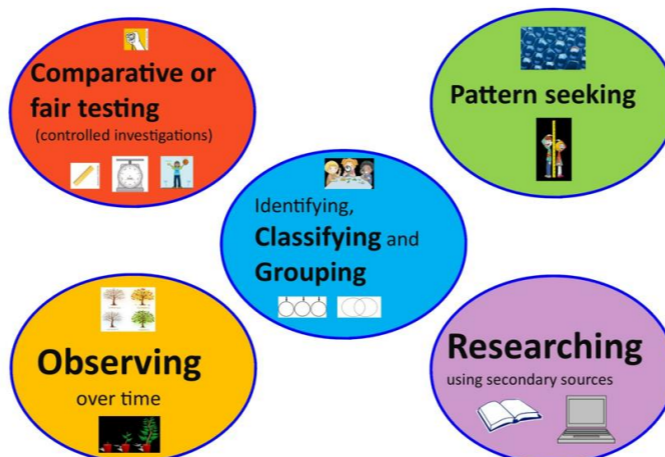 Comparative or
fair testing
(controlled investigations)
Pattern seeking
Identifying,
Classifying and
Grouping
Observing
over time
Researching
using secondary sources